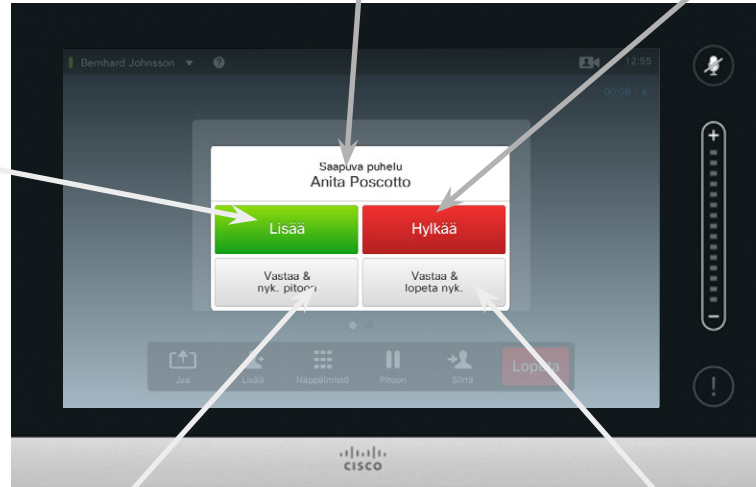 Bernhard Johnsson
?
12:55
00:09
Saapuva puhelu
Anita Poscotto
Lisää
Hylkää
Vastaa &
nyk. pitoon
Vastaa &
lopeta nyk.
Jaa
Lisää
Näppäimistö
Pitoon
Siirrä
Lopeta
+
−
!
CISCO